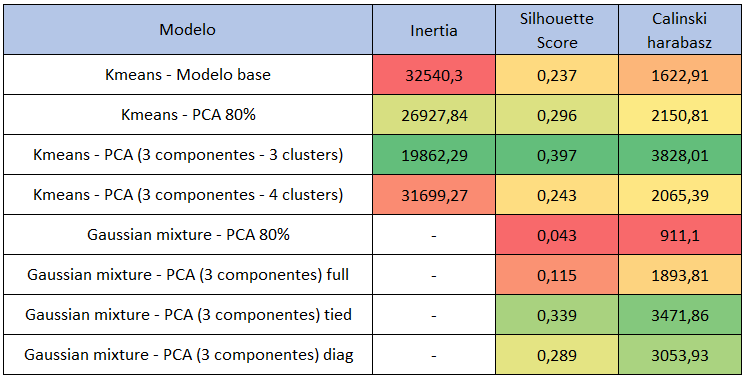 Modelo Inertia Silhouette Score Calinski harabasz
Kmeans - Modelo base 32540,3 0,237 1622,91
Kmeans - PCA 80% 26927,84 0,296 2150,81
Kmeans - PCA (3 componentes - 3 clusters) 19862,29 0,397 3828,01
Kmeans - PCA (3 componentes - 4 clusters) 31699,27 0,243 2065,39
Gaussian mixture - PCA 80% - 0,043 911,1
Gaussian mixture - PCA (3 componentes) full - 0,115 1893,81
Gaussian mixture - PCA (3 componentes) tied - 0,339 3471,86
Gaussian mixture - PCA (3 componentes) diag - 0,289 3053,93